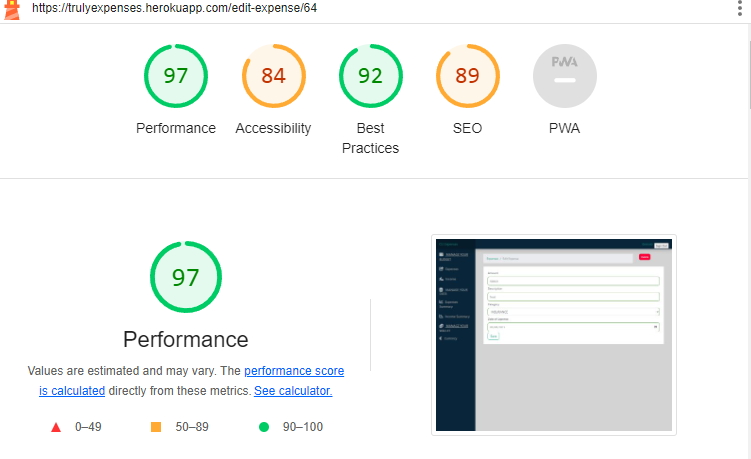 https://trulyexpenses.herokuapp.com/edit-expense/64
97
84
92
89
PWA
Performance
Accessibility
Best
Practices
SEO
PWA
97
Performance
Values are estimated and may vary. The performance score
is calculated directly from these metrics. See calculator.
0–49
50–89
90–100